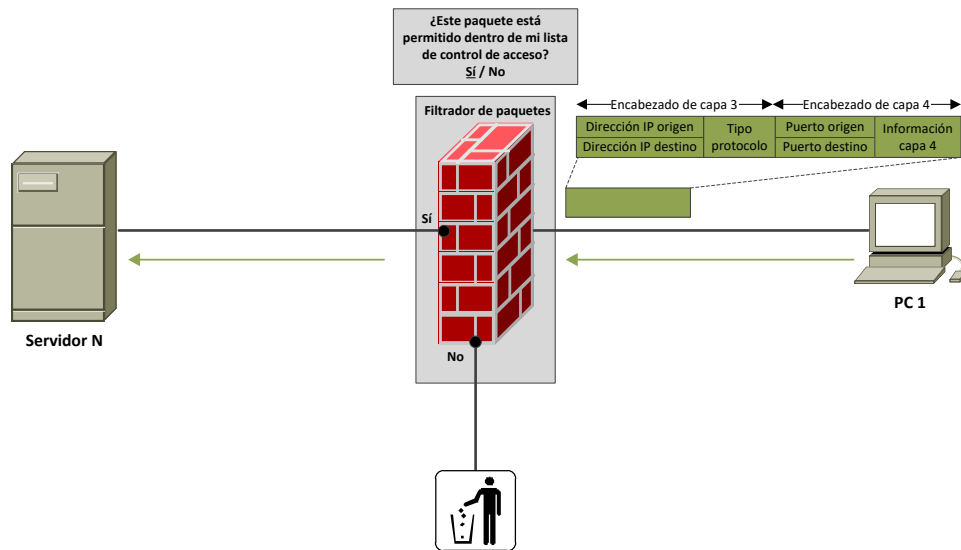 ¿Este paquete está
permitido dentro de mi lista
de control de acceso?
Sí / No
Filtrador de paquetes
Encabezado de capa 3
Encabezado de capa 4
Dirección IP origen
Dirección IP destino
Tipo
protocolo
Puerto origen
Puerto destino
Información
capa 4
Sí
No
Servidor N
PC 1